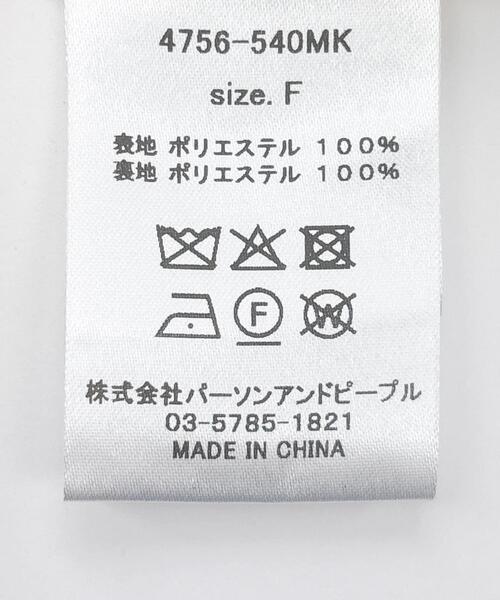 4756-540MK
size. F
表地 ポリエステル 100%
裏地 ポリエステル 100%
F W
株式会社パーソンアンドピープル
03-5785-1821
MADE IN CHINA